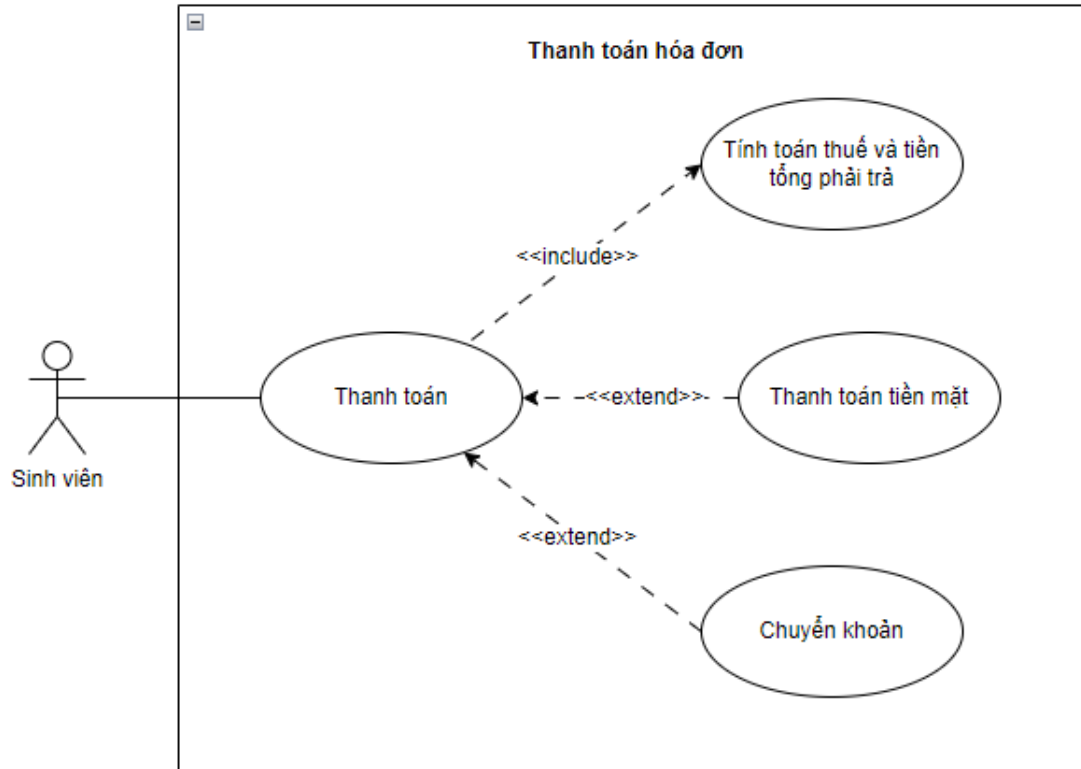 Thanh toán hóa đơn
Tính toán thuế và tiền
tổng phải trả
<<include>>
Thanh toán
<<extend>>
Thanh toán tiền mặt
Sinh viên
<<extend>>
Chuyển khoản